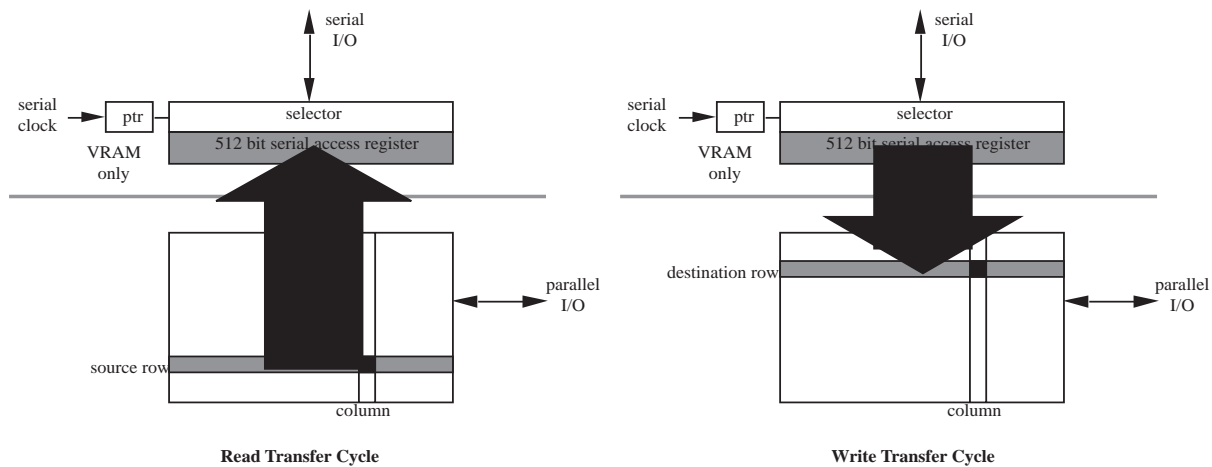 serial
I/O
serial
clock
ptr
selector
512 bit serial access register
VRAM
only
parallel
I/O
source row
column
Read Transfer Cycle
serial
I/O
serial
clock
ptr
selector
512 bit serial access register
VRAM
only
destination row
parallel
I/O
column
Write Transfer Cycle